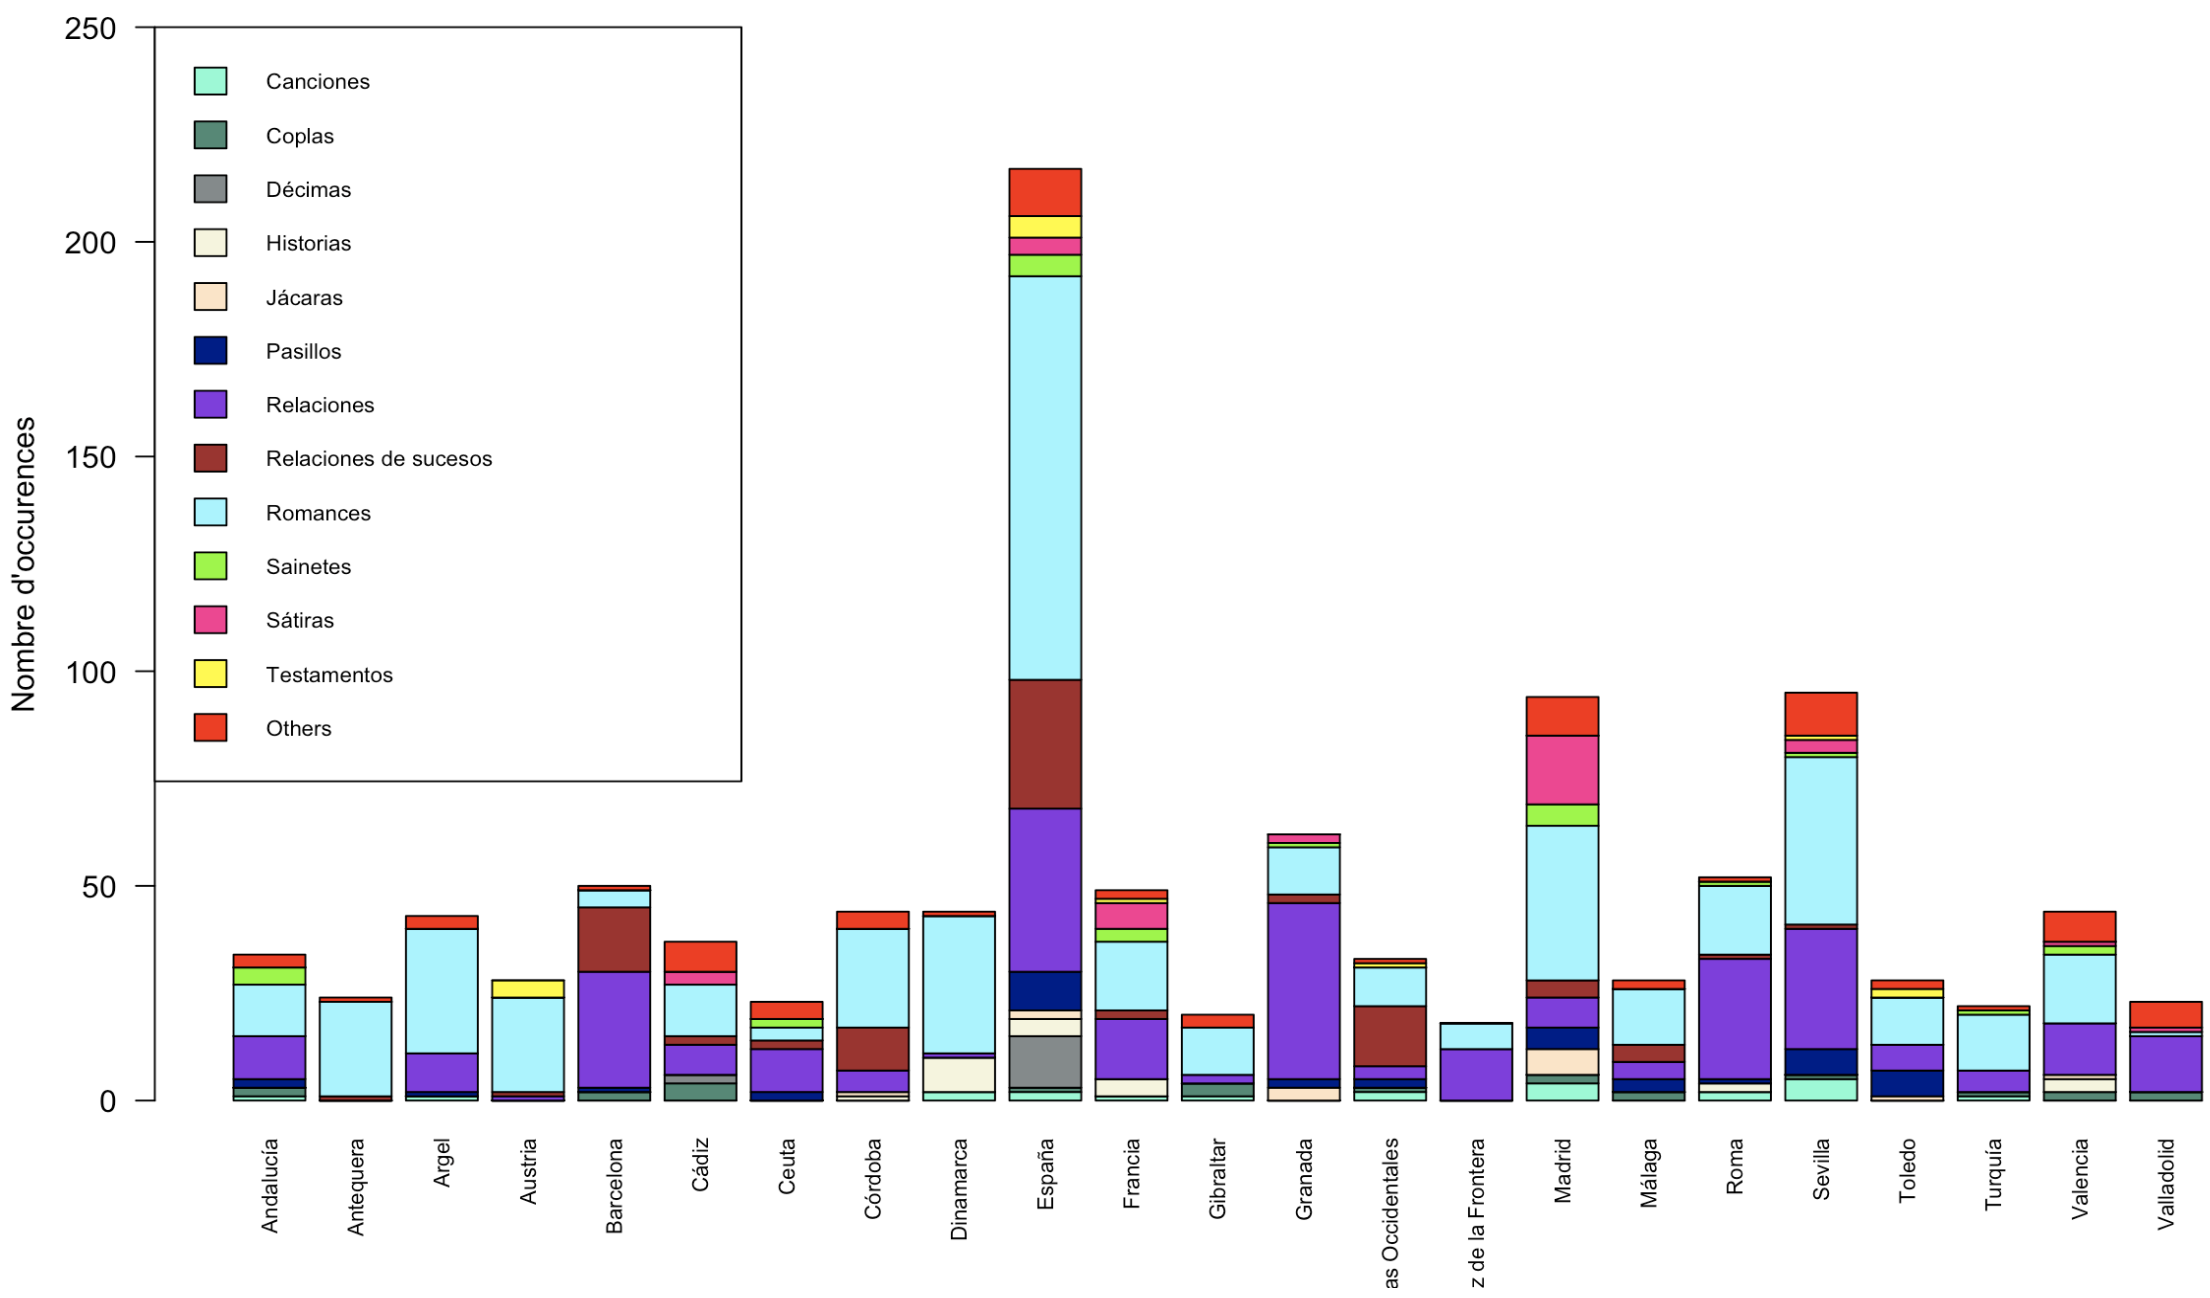 250
200
150
100
50
0
Nombre d'occurences
Canciones
Coplas
Décimas
Historias
Jácaras
Pasillos
Relaciones
Relaciones de sucesos
Romances
Sainetes
Sátiras
Testamentos
Others
Andalucía
Antequera
Argel
Austria
Barcelona
Cádiz
Ceuta
Córdoba
Dinamarca
España
Francia
Gibraltar
Granada
as Occidentales
z de la Frontera
Madrid
Málaga
Roma
Sevilla
Toledo
Turquía
Valencia
Valladolid